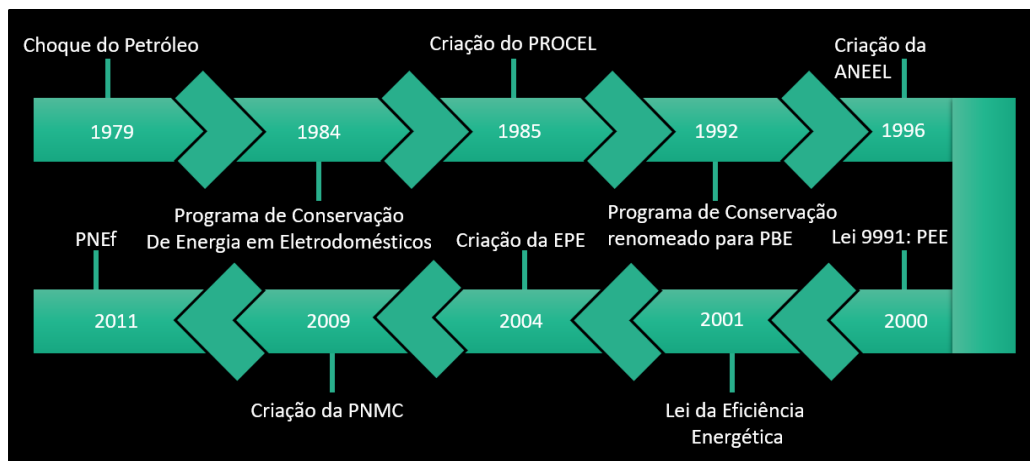 Choque do Petróleo
Criação do PROCEL
Criação da
ANEEL
1979
1984
1985
1992
1996
Programa de Conservação
De Energia em Eletrodomésticos
Programa de Conservação
renomeado para PBE
PNEf
Criação da EPE
Lei 9991: PEE
2011
2009
2004
2001
2000
Criação da PNMC
Lei da Eficiência
Energética